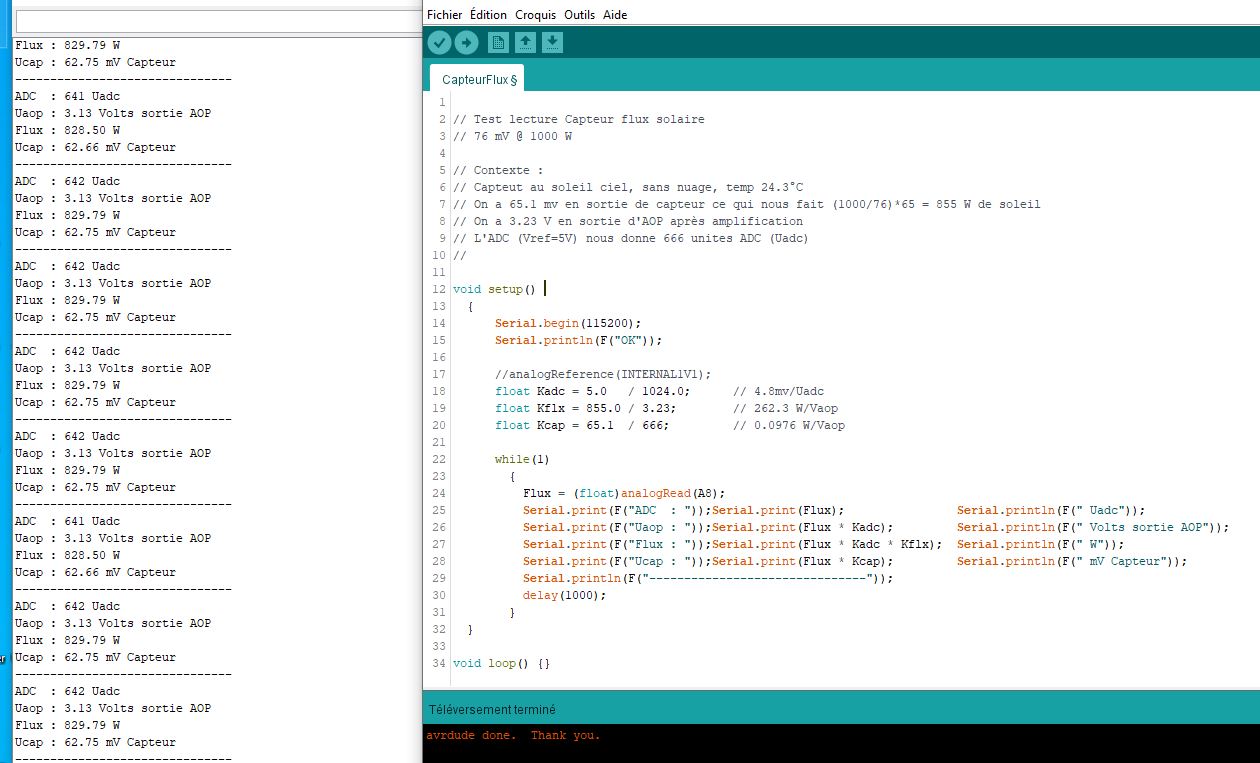 Flux : 829.79 W
Ucap : 62.75 mV Capteur
-------------------------------
ADC  : 641 Uadc
Uaop : 3.13 Volts sortie AOP
Flux : 828.50 W
Ucap : 62.66 mV Capteur
-------------------------------
ADC  : 642 Uadc
Uaop : 3.13 Volts sortie AOP
Flux : 829.79 W
Ucap : 62.75 mV Capteur
-------------------------------
ADC  : 642 Uadc
Uaop : 3.13 Volts sortie AOP
Flux : 829.79 W
Ucap : 62.75 mV Capteur
-------------------------------
ADC  : 642 Uadc
Uaop : 3.13 Volts sortie AOP
Flux : 829.79 W
Ucap : 62.75 mV Capteur
-------------------------------
ADC  : 642 Uadc
Uaop : 3.13 Volts sortie AOP
Flux : 829.79 W
Ucap : 62.75 mV Capteur
-------------------------------
ADC  : 641 Uadc
Uaop : 3.13 Volts sortie AOP
Flux : 828.50 W
Ucap : 62.66 mV Capteur
-------------------------------
ADC  : 642 Uadc
Uaop : 3.13 Volts sortie AOP
Flux : 829.79 W
Ucap : 62.75 mV Capteur
-------------------------------
ADC  : 642 Uadc
Uaop : 3.13 Volts sortie AOP
Flux : 829.79 W
Ucap : 62.75 mV Capteur
-------------------------------
Fichier Édition Croquis Outils Aide
CapteurFlux §
1
2 // Test lecture Capteur flux solaire
3 // 76 mV @ 1000 W
4
5 // Contexte :
6 // Capteut au soleil ciel, sans nuage, temp 24.3°C
7 // On a 65.1 mv en sortie de capteur ce qui nous fait (1000/76)*65 = 855 W de soleil
8 // On a 3.23 V en sortie d'AOP après amplification
9 // L'ADC (Vref=5V) nous donne 666 unites ADC (Uadc)
10 //
11
12 void setup()
13 {
14 Serial.begin(115200);
15 Serial.println(F("OK"));
16
17 //analogReference(INTERNAL1V1);
18 float Kadc = 5.0   / 1024.0;      // 4.8mv/Uadc
19 float Kflx = 855.0 / 3.23;        // 262.3 W/Vaop
20 float Kcap = 65.1  / 666;         // 0.0976 W/Vaop
21
22 while(1)
23 {
24 Flux = (float)analogRead(A8);
25 Serial.print(F("ADC  : "));Serial.print(Flux);                Serial.println(F(" Uadc"));
26 Serial.print(F("Uaop : "));Serial.print(Flux * Kadc);         Serial.println(F(" Volts sortie AOP"));
27 Serial.print(F("Flux : "));Serial.print(Flux * Kadc * Kflx);  Serial.println(F(" W"));
28 Serial.print(F("Ucap : "));Serial.print(Flux * Kcap);         Serial.println(F(" mV Capteur"));
29 Serial.println(F("-------------------------------"));
30 delay(1000);
31 }
32 }
33
34 void loop() {}
Téléversement terminé
avrdude done.  Thank you.